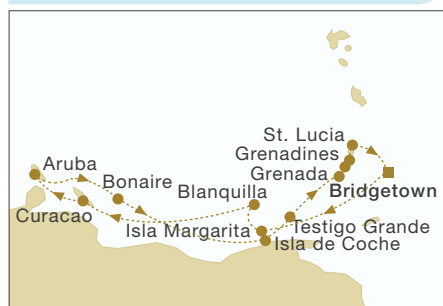 St. Lucia
Grenadines
Aruba
Grenada
Bonaire
Blanquilla
Bridgetown
Curacao
Isla Margarita
Testigo Grande
Isla de Coche